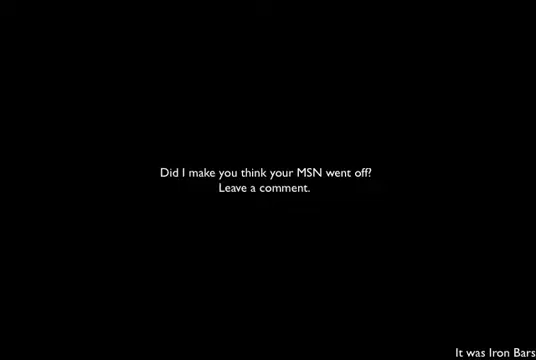 Did I make you think your MSN went off?
Leave a comment.
It was Iron Bars